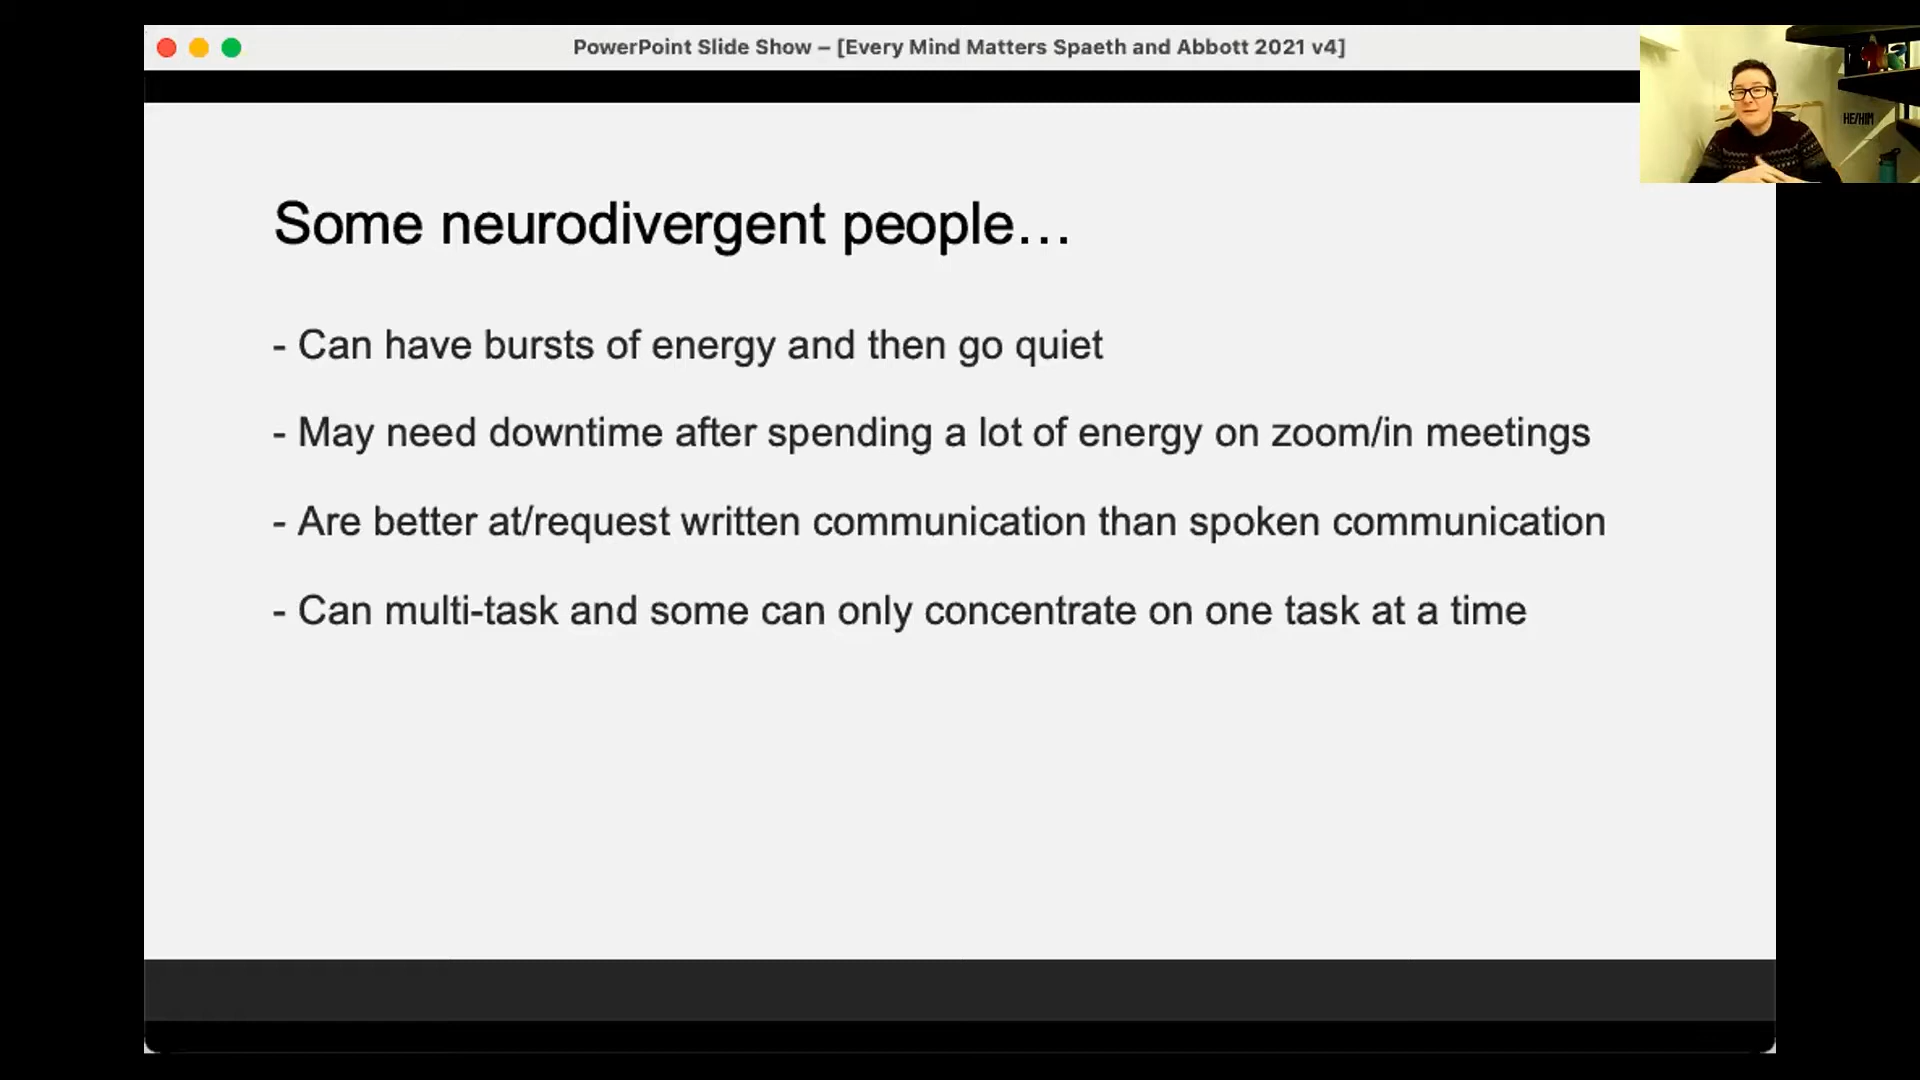 PowerPoint Slide Show – [Every Mind Matters Spaeth and Abbott 2021 v4]
HE/HIM
Some neurodivergent people…
- Can have bursts of energy and then go quiet
- May need downtime after spending a lot of energy on zoom/in meetings
- Are better at/request written communication than spoken communication
- Can multi-task and some can only concentrate on one task at a time